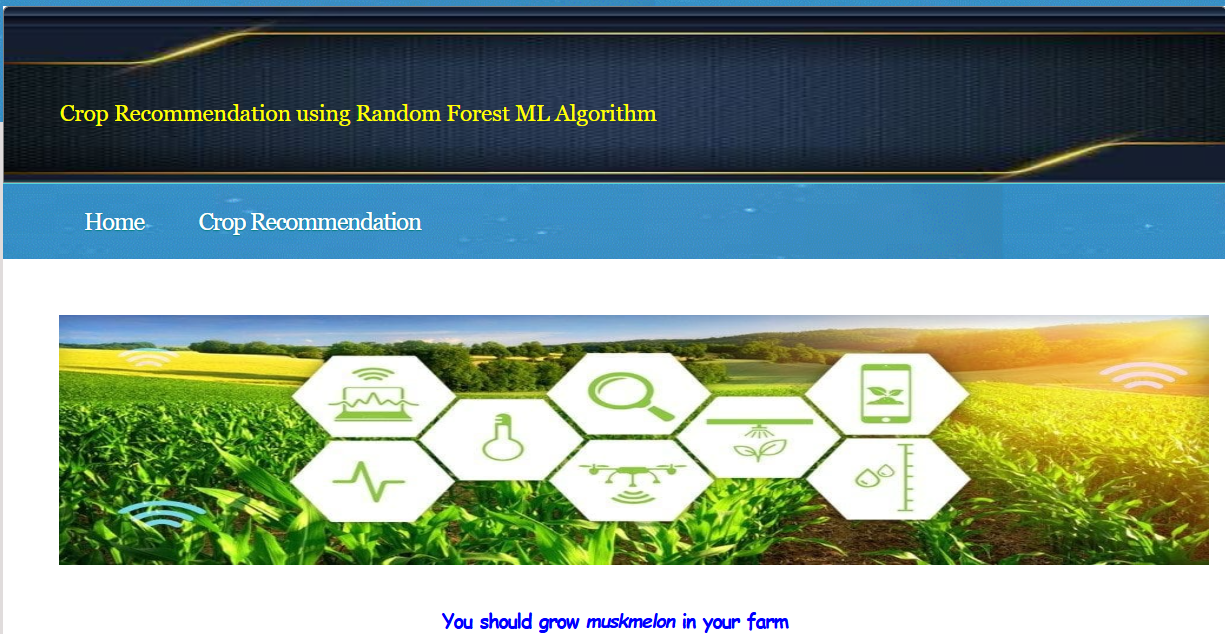 Crop Recommendation using Random Forest ML Algorithm
Home Crop Recommendation
You should grow muskmelon in your farm